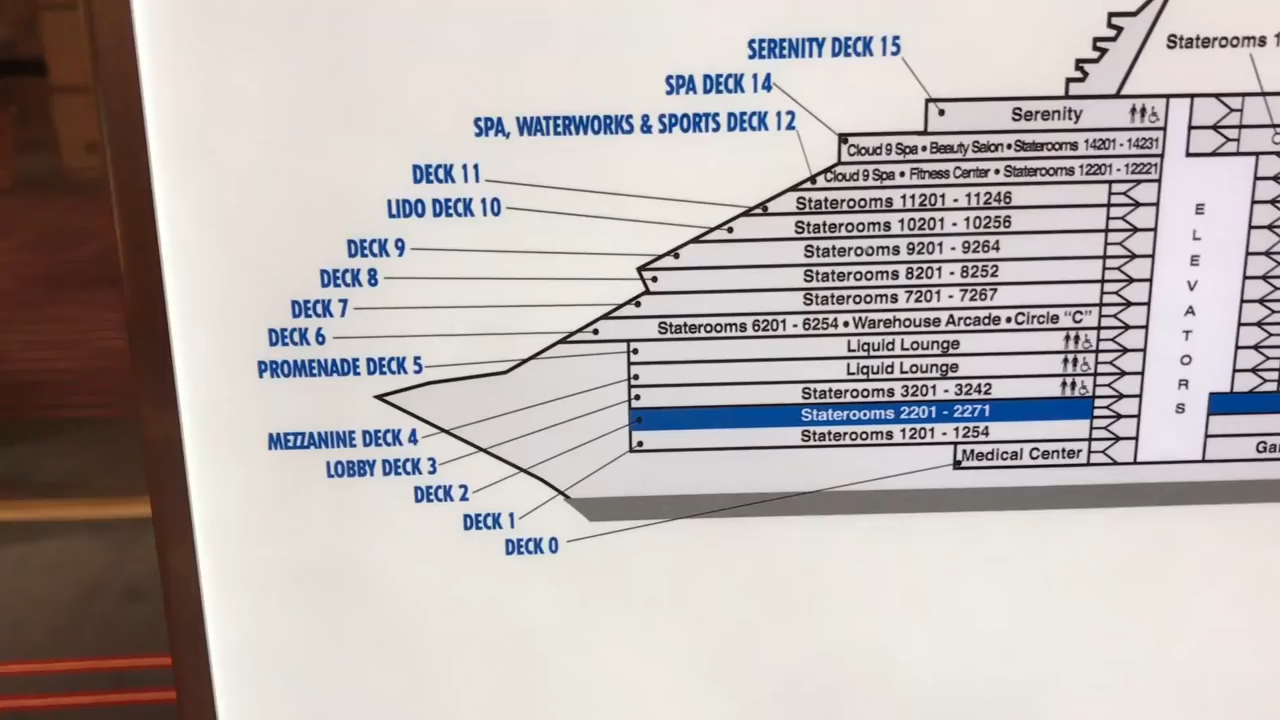 SERENITY DECK 15
SPA DECK 14
SPA, WATERWORKS & SPORTS DECK 12
DECK 11
LIDO DECK 10
DECK 9
DECK 8
DECK 7
DECK 6
PROMENADE DECK 5
MEZZANINE DECK 4
LOBBY DECK 3
DECK 2
DECK 1
DECK 0
Serenity
Cloud 9 Spa • Beauty Salon • Staterooms 14201 - 14231
Cloud 9 Spa • Fitness Center • Staterooms 12201 - 12221
Staterooms 11201 - 11246
Staterooms 10201 - 10256
Staterooms 9201 - 9264
Staterooms 8201 - 8252
Staterooms 7201 - 7267
Staterooms 6201 - 6254 • Warehouse Arcade • Circle "C"
Liquid Lounge
Liquid Lounge
Staterooms 3201 - 3242
Staterooms 2201 - 2271
Staterooms 1201 - 1254
Medical Center
ELEVATORS
Staterooms 1
Ga